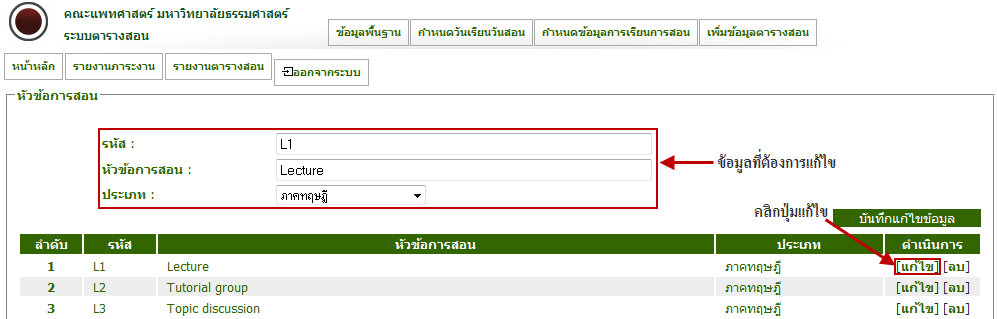 คณะแพทศาสตร์ มหาวิทยาลัยธรรมศาสตร์
ระบบตารางสอน
ข้อมูลพื้นฐาน กำหนดวันเรียนวันสอน กำหนดข้อมูลการเรียนการสอน เพิ่มข้อมูลตารางสอน
หน้าหลัก รายงานภาระงาน รายงานตารางสอน ออกจากระบบ
หัวข้อการสอน
รหัส : L1
หัวข้อการสอน : Lecture
ข้อมูลที่ต้องการแก้ไข
ประเภท : ภาคทฤษฎี
คลิกปุ่มแก้ไข
บันทึกแก้ไขข้อมูล
ลำดับ รหัส หัวข้อการสอน ประเภท ดำเนินการ
1 L1 Lecture ภาคทฤษฎี [แก้ไข] [ลบ]
2 L2 Tutorial group ภาคทฤษฎี [แก้ไข] [ลบ]
3 L3 Topic discussion ภาคทฤษฎี [แก้ไข] [ลบ]